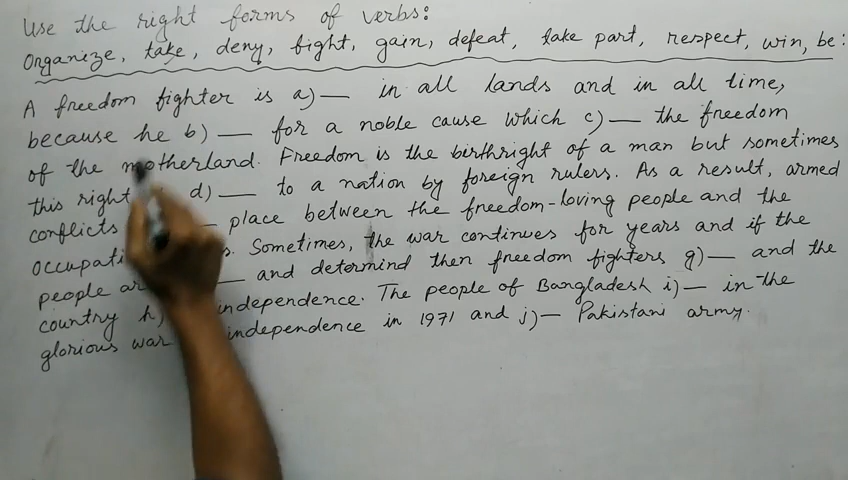 Use the right forms of verbs:
Organize, take, deny, fight, gain, defeat, take part, respect, win, be:
A freedom fighter is a) — in all lands and in all time,
because he b) — for a noble cause which c) — the freedom
of the motherland. Freedom is the birthright of a man but sometimes
this right d) — to a nation by foreign rulers. As a result, armed
conflicts — place between the freedom-loving people and the
Sometimes, the war continues for years and if the
people — and determind then freedom fighters g) — and the
country h) independence. The people of Bangladesh i) — in the
glorious war independence in 1971 and j) — Pakistani army.